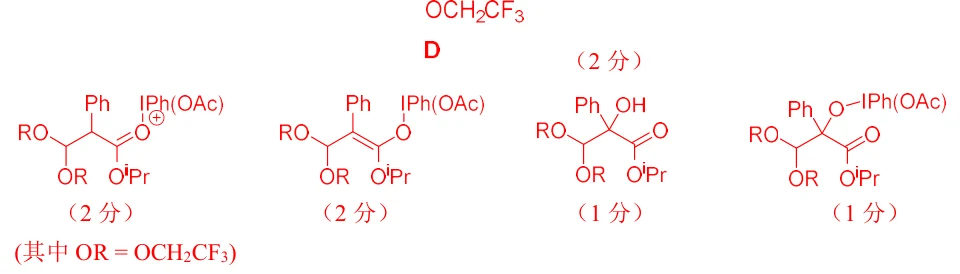 OCH₂CF₃
D
（2 分）
Ph IPh(OAc) Ph IPh(OAc) Ph OH Ph O IPh(OAc)
RO ⊕ O RO O RO O RO O
OR OⁱPr OR OⁱPr OR OⁱPr OR OⁱPr
（2 分） （2 分） （1 分） （1 分）
(其中 OR = OCH₂CF₃)